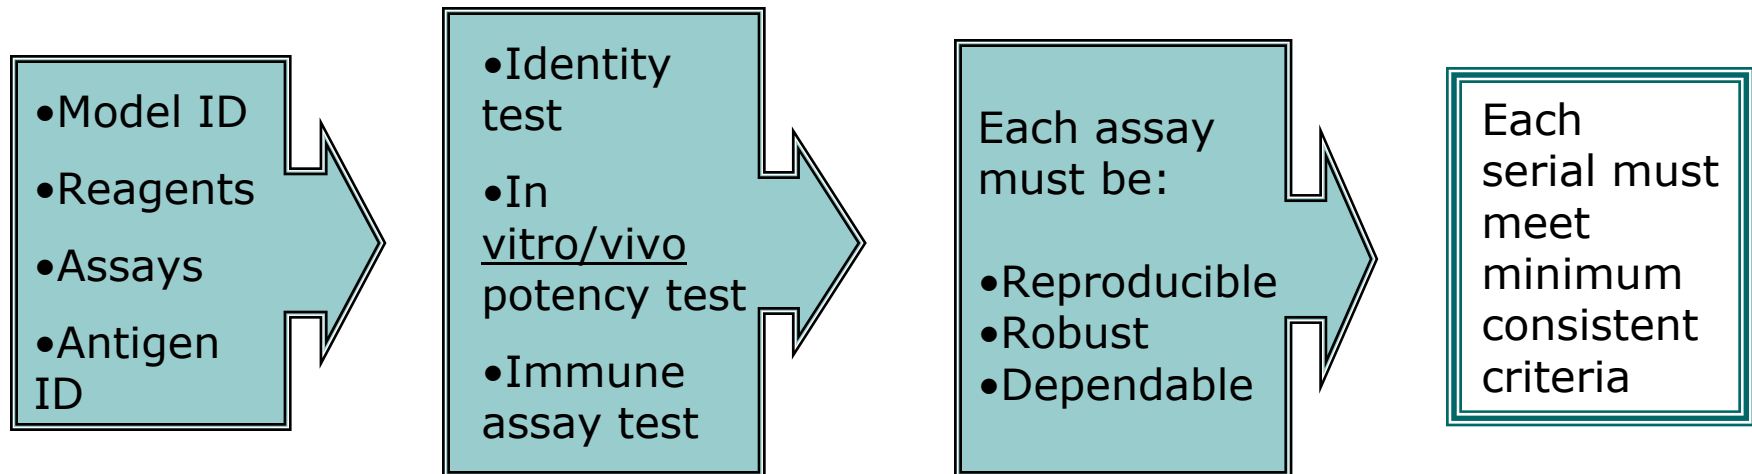 •Model ID
•Reagents
•Assays
•Antigen
ID
•Identity
test
•In
vitro/vivo
potency test
•Immune
assay test
Each assay
must be:
•Reproducible
•Robust
•Dependable
Each
serial must
meet
minimum
consistent
criteria